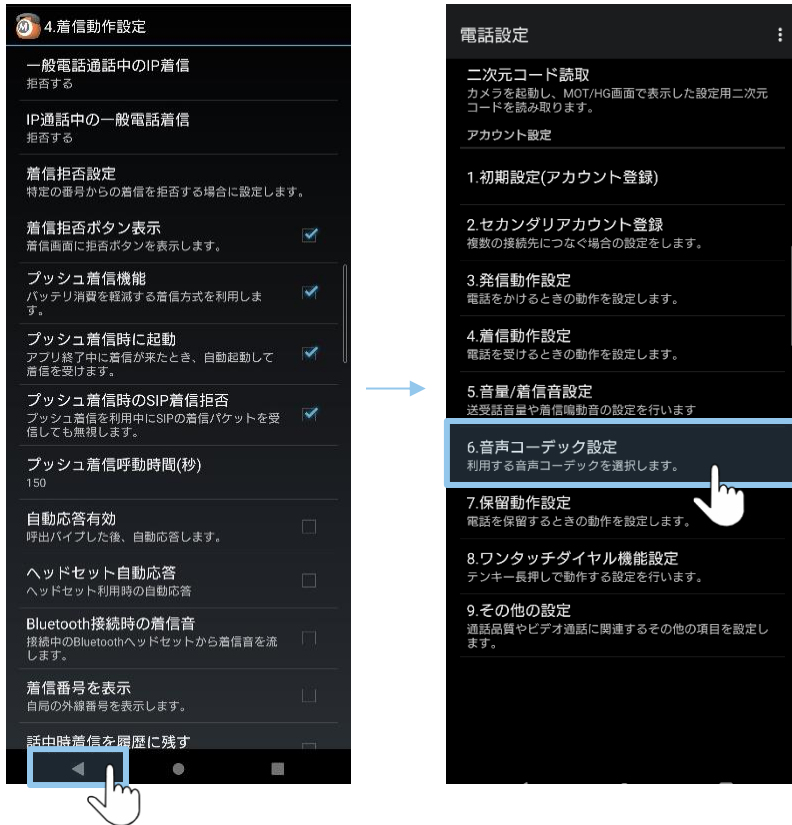 4.着信動作設定
一般電話通話中のIP着信
拒否する
IP通話中の一般電話着信
拒否する
着信拒否設定
特定の番号からの着信を拒否する場合に設定します。
着信拒否ボタン表示
着信画面に拒否ボタンを表示します。
プッシュ着信機能
バッテリ消費を軽減する着信方式を利用しま
す。
プッシュ着信時に起動
アプリ終了中に着信が来たとき、自動起動して
着信を受けます。
プッシュ着信時のSIP着信拒否
プッシュ着信を利用中にSIPの着信パケットを受
信しても無視します。
プッシュ着信呼動時間(秒)
150
自動応答有効
呼出パイプした後、自動応答します。
ヘッドセット自動応答
ヘッドセット利用時の自動応答
Bluetooth接続時の着信音
接続中のBluetoothヘッドセットから着信音を流
します。
着信番号を表示
自局の外線番号を表示します。
話中時着信を履歴に残す
電話設定
二次元コード読取
カメラを起動し、MOT/HG画面で表示した設定用二次元
コードを読み取ります。
アカウント設定
1.初期設定(アカウント登録)
2.セカンダリアカウント登録
複数の接続先につなぐ場合の設定をします。
3.発信動作設定
電話をかけるときの動作を設定します。
4.着信動作設定
電話を受けるときの動作を設定します。
5.音量/着信音設定
送受話音量や着信鳴動音の設定を行います
6.音声コーデック設定
利用する音声コーデックを選択します。
7.保留動作設定
電話を保留するときの動作を設定します。
8.ワンタッチダイヤル機能設定
テンキー長押しで動作する設定を行います。
9.その他の設定
通話品質やビデオ通話に関連するその他の項目を設定し
ます。